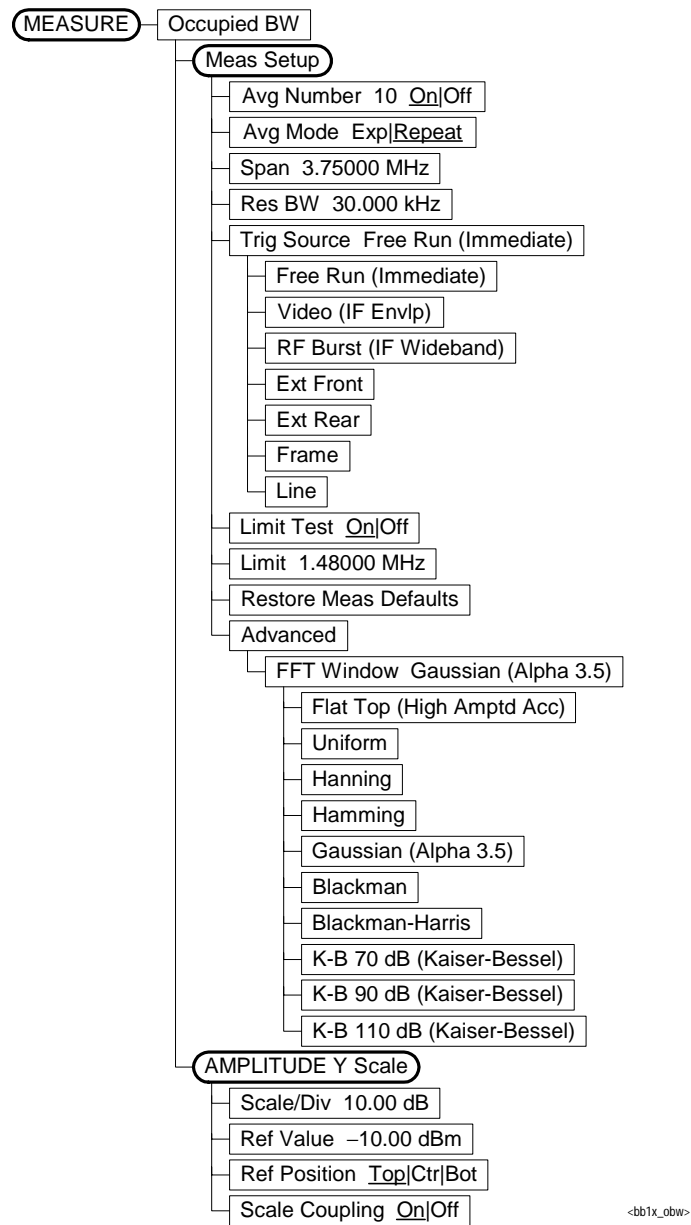 MEASURE Occupied BW
Meas Setup
Avg Number 10 On|Off
Avg Mode Exp|Repeat
Span 3.75000 MHz
Res BW 30.000 kHz
Trig Source Free Run (Immediate)
Free Run (Immediate)
Video (IF Envlp)
RF Burst (IF Wideband)
Ext Front
Ext Rear
Frame
Line
Limit Test On|Off
Limit 1.48000 MHz
Restore Meas Defaults
Advanced
FFT Window Gaussian (Alpha 3.5)
Flat Top (High Amptd Acc)
Uniform
Hanning
Hamming
Gaussian (Alpha 3.5)
Blackman
Blackman-Harris
K-B 70 dB (Kaiser-Bessel)
K-B 90 dB (Kaiser-Bessel)
K-B 110 dB (Kaiser-Bessel)
AMPLITUDE Y Scale
Scale/Div 10.00 dB
Ref Value –10.00 dBm
Ref Position Top|Ctr|Bot
Scale Coupling On|Off
<bb1x_obw>